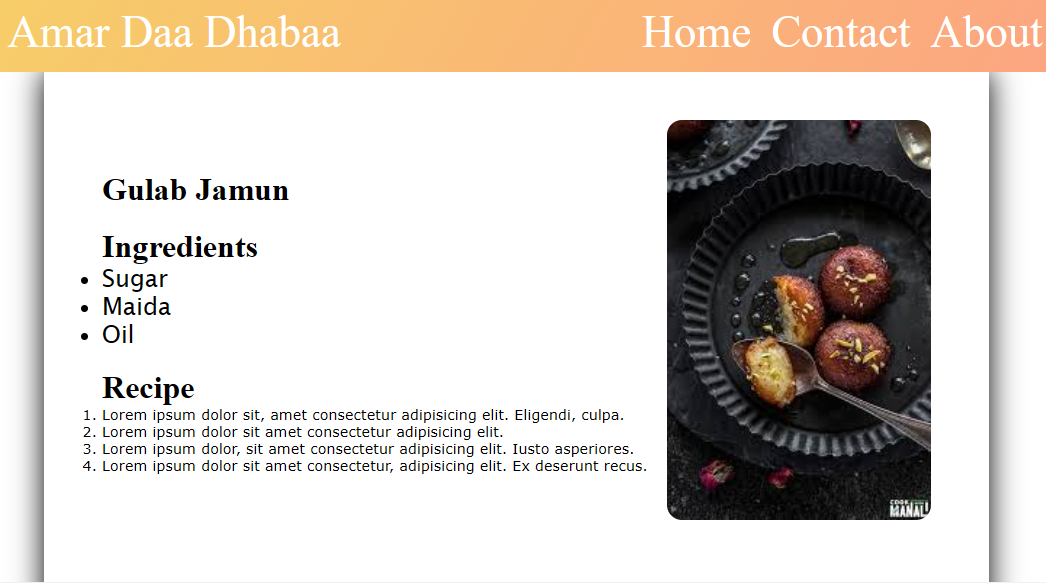 Amar Daa Dhabaa
Home Contact About
Gulab Jamun
Ingredients
• Sugar
• Maida
• Oil
Recipe
1. Lorem ipsum dolor sit, amet consectetur adipisicing elit. Eligendi, culpa.
2. Lorem ipsum dolor sit amet consectetur adipisicing elit.
3. Lorem ipsum dolor, sit amet consectetur adipisicing elit. Iusto asperiores.
4. Lorem ipsum dolor sit amet consectetur, adipisicing elit. Ex deserunt recus.
COOK
MANALI